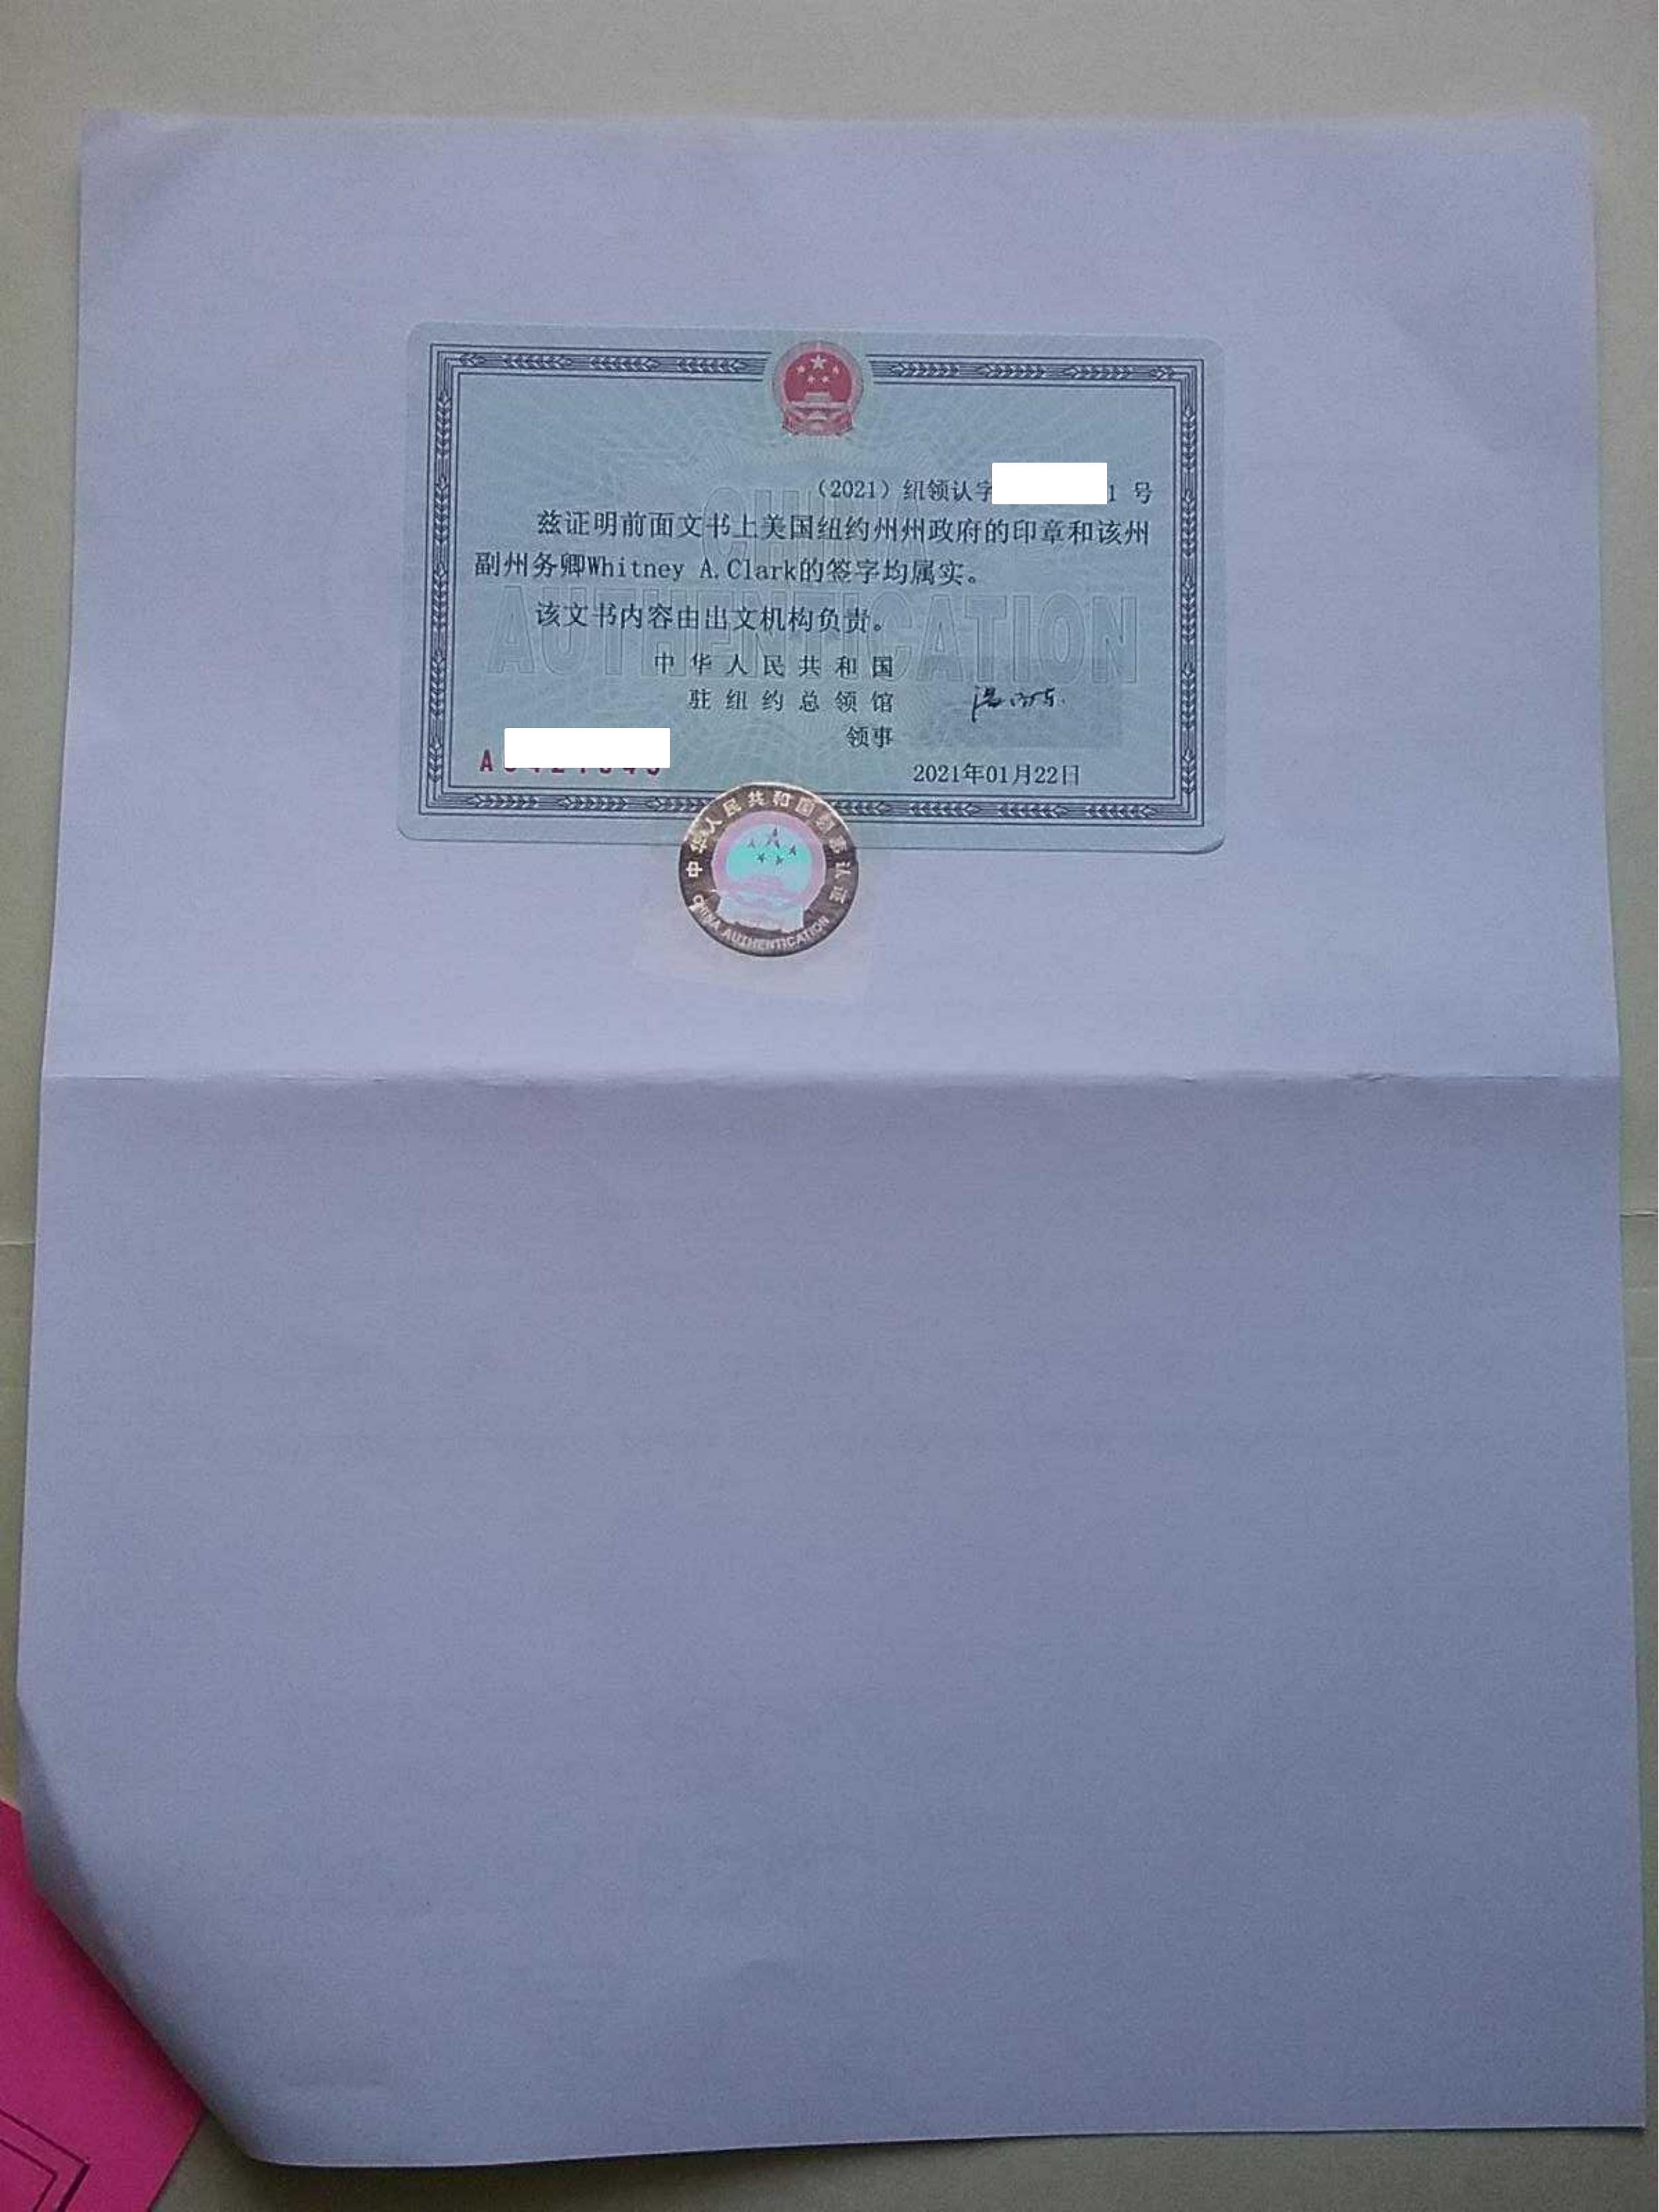 （2021）纽领认字 1 号
兹证明前面文书上美国纽约州州政府的印章和该州
副州务卿Whitney A.Clark的签字均属实。
该文书内容由出文机构负责。
中华人民共和国
驻纽约总领馆
领事
A
2021年01月22日
中华人民共和国领事认证
CHINA AUTHENTICATION
CHINA
AUTHENTICATION